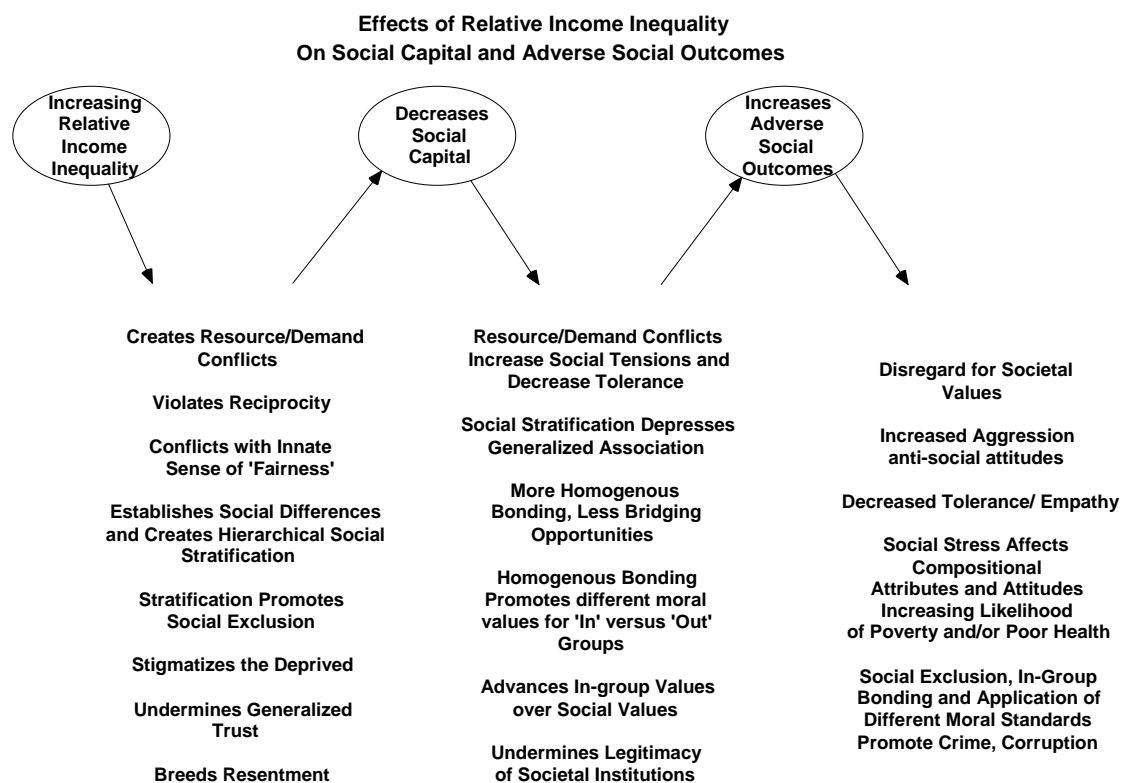 Effects of Relative Income Inequality
On Social Capital and Adverse Social Outcomes
Increasing
Relative
Income
Inequality
Decreases
Social
Capital
Increases
Adverse
Social
Outcomes
Creates Resource/Demand
Conflicts
Violates Reciprocity
Conflicts with Innate
Sense of 'Fairness'
Establishes Social Differences
and Creates Hierarchical Social
Stratification
Stratification Promotes
Social Exclusion
Stigmatizes the Deprived
Undermines Generalized
Trust
Breeds Resentment
Resource/Demand Conflicts
Increase Social Tensions and
Decrease Tolerance
Social Stratification Depresses
Generalized Association
More Homogenous
Bonding, Less Bridging
Opportunities
Homogenous Bonding
Promotes different moral
values for 'In' versus 'Out'
Groups
Advances In-group Values
over Social Values
Undermines Legitimacy
of Societal Institutions
Disregard for Societal
Values
Increased Aggression
anti-social attitudes
Decreased Tolerance/ Empathy
Social Stress Affects
Compositional
Attributes and Attitudes
Increasing Likelihood
of Poverty and/or Poor Health
Social Exclusion, In-Group
Bonding and Application of
Different Moral Standards
Promote Crime, Corruption